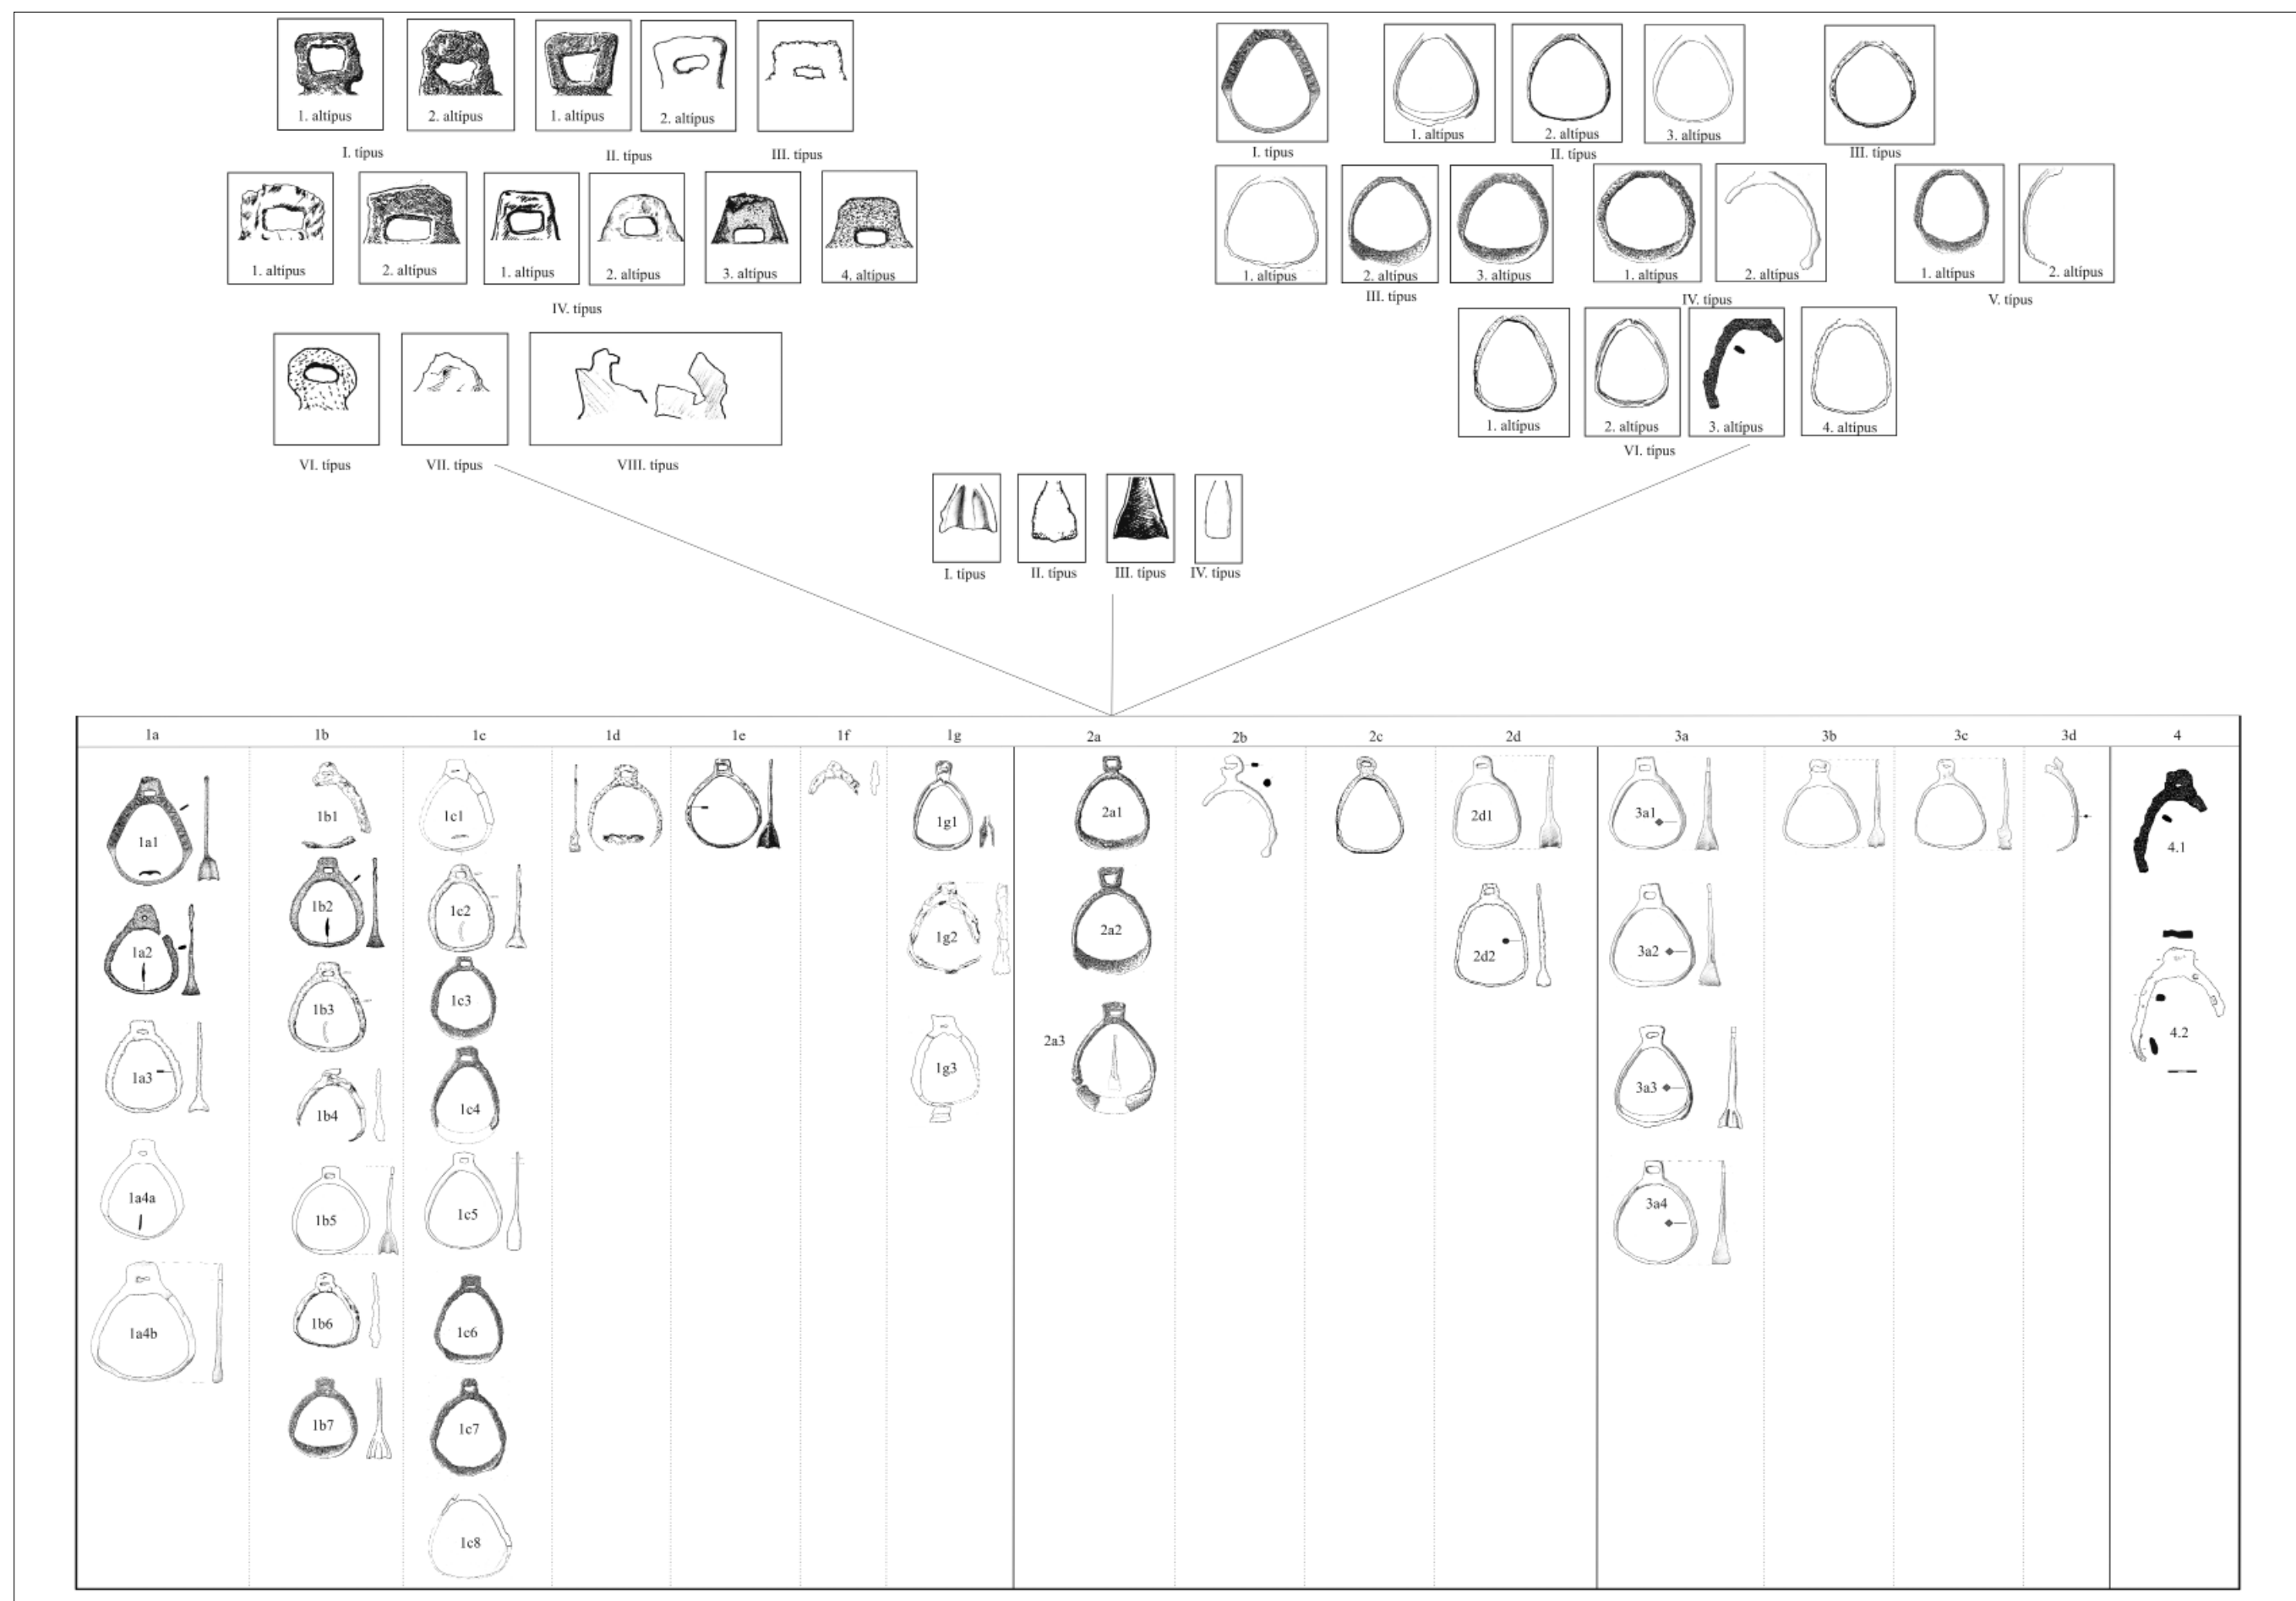 1. altípus
2. altípus
1. altípus
2. altípus
I. típus
II. típus
III. típus
1. altípus
2. altípus
1. altípus
2. altípus
3. altípus
4. altípus
IV. típus
VI. típus
VII. típus
VIII. típus
1. altípus
2. altípus
3. altípus
I. típus
II. típus
III. típus
1. altípus
2. altípus
3. altípus
1. altípus
2. altípus
1. altípus
2. altípus
III. típus
IV. típus
V. típus
1. altípus
2. altípus
3. altípus
4. altípus
VI. típus
I. típus
II. típus
III. típus
IV. típus
1a 1b 1c 1d 1e 1f 1g 2a 2b 2c 2d 3a 3b 3c 3d 4
1a1
1a2
1a3
1a4a
1a4b
1b1
1b2
1b3
1b4
1b5
1b6
1b7
1c1
1c2
1c3
1c4
1c5
1c6
1c7
1c8
1g1
1g2
1g3
2a1
2a2
2a3
2d1
2d2
3a1
3a2
3a3
3a4
4.1
4.2